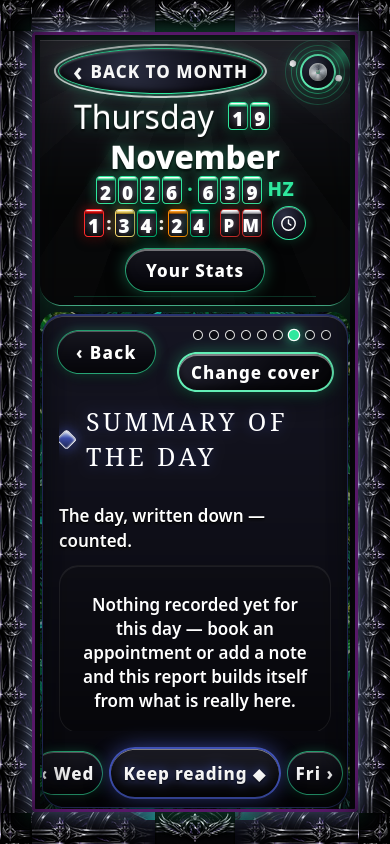 ‹ BACK TO MONTH
Thursday 19
November
2026 · 639 HZ
1:34:24 PM
Your Stats
‹ Back
Change cover
SUMMARY OF
THE DAY
The day, written down —
counted.
Nothing recorded yet for
this day — book an
appointment or add a note
and this report builds itself
from what is really here.
‹ Wed
Keep reading ◆
Fri ›